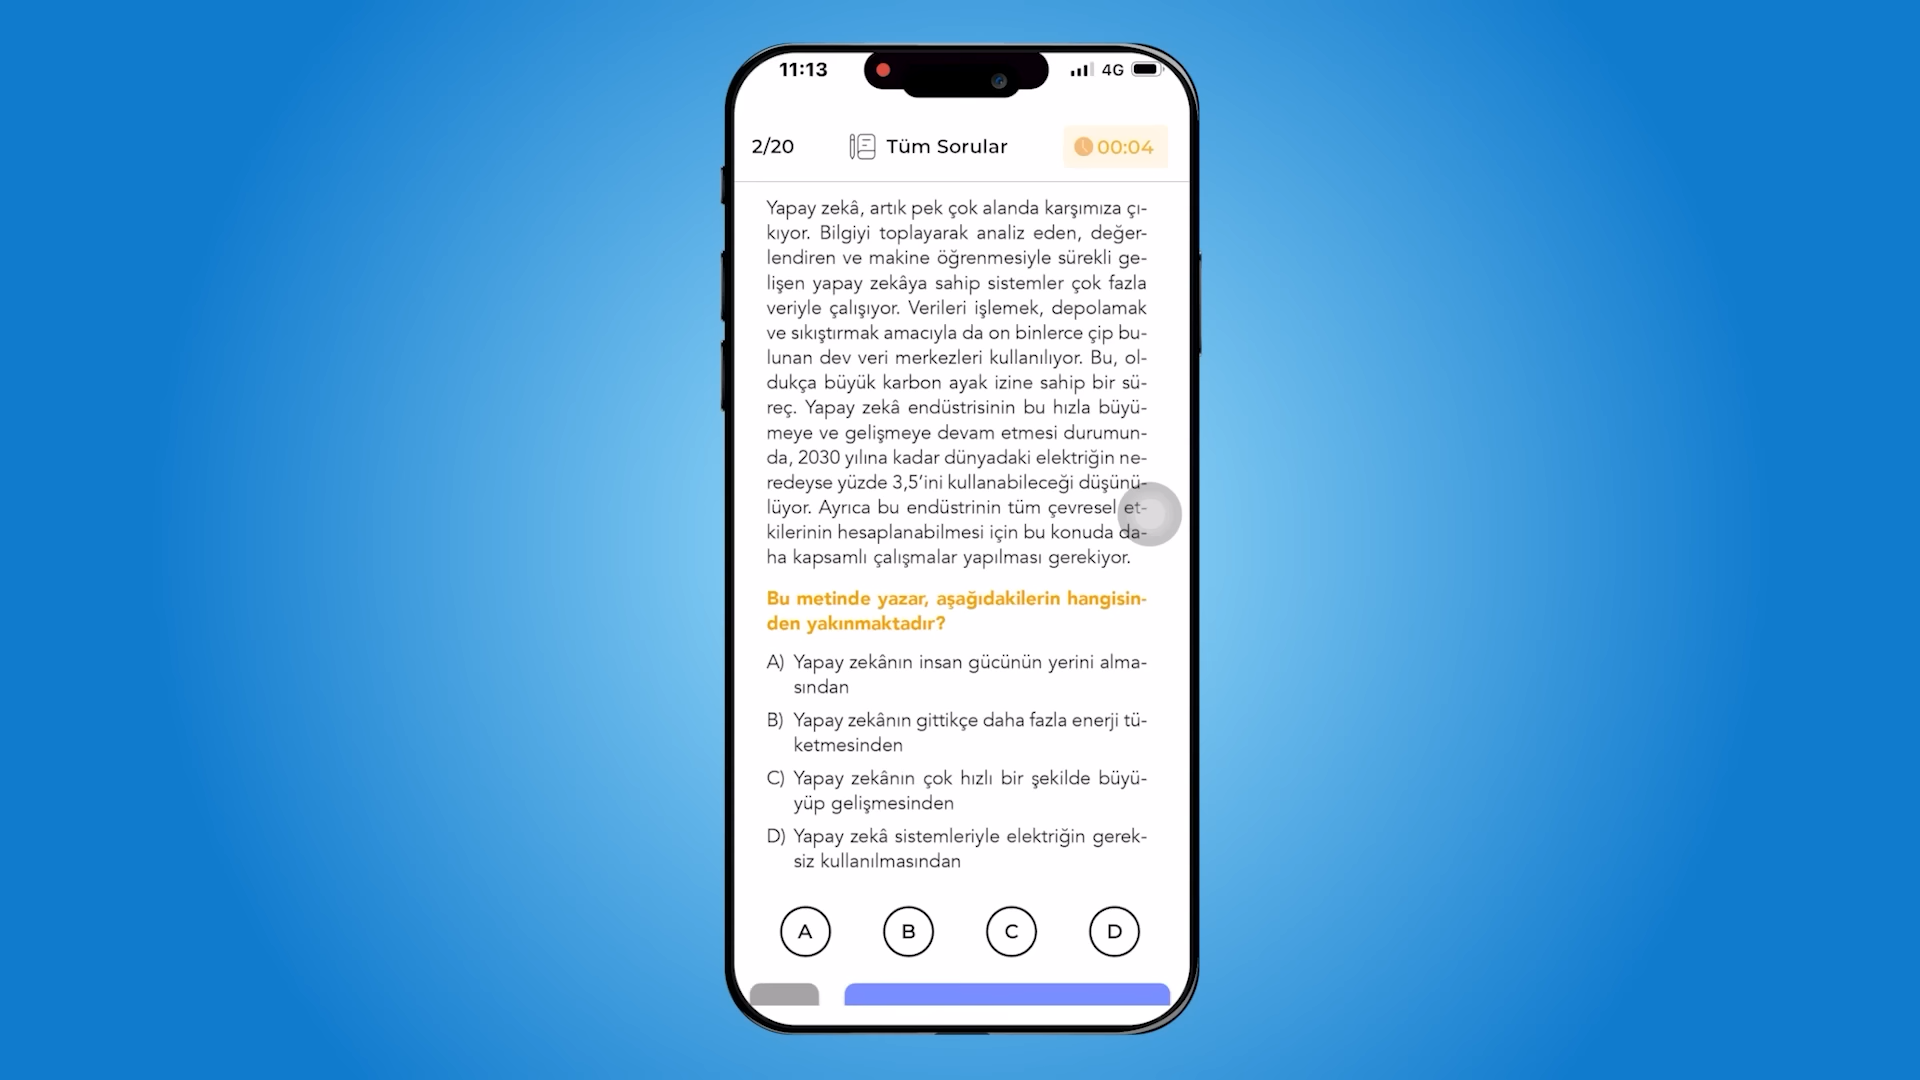 11:13
4G
2/20
Tüm Sorular
00:04
Yapay zekâ, artık pek çok alanda karşımıza çı-
kıyor. Bilgiyi toplayarak analiz eden, değer-
lendiren ve makine öğrenmesiyle sürekli ge-
lişen yapay zekâya sahip sistemler çok fazla
veriyle çalışıyor. Verileri işlemek, depolamak
ve sıkıştırmak amacıyla da on binlerce çip bu-
lunan dev veri merkezleri kullanılıyor. Bu, ol-
dukça büyük karbon ayak izine sahip bir sü-
reç. Yapay zekâ endüstrisinin bu hızla büyü-
meye ve gelişmeye devam etmesi durumun-
da, 2030 yılına kadar dünyadaki elektriğin ne-
redeyse yüzde 3,5'ini kullanabileceği düşünü-
lüyor. Ayrıca bu endüstrinin tüm çevresel et-
kilerinin hesaplanabilmesi için bu konuda da-
ha kapsamlı çalışmalar yapılması gerekiyor.
Bu metinde yazar, aşağıdakilerin hangisin-
den yakınmaktadır?
A) Yapay zekânın insan gücünün yerini alma-
sından
B) Yapay zekânın gittikçe daha fazla enerji tü-
ketmesinden
C) Yapay zekânın çok hızlı bir şekilde büyü-
yüp gelişmesinden
D) Yapay zekâ sistemleriyle elektriğin gerek-
siz kullanılmasından
A B C D